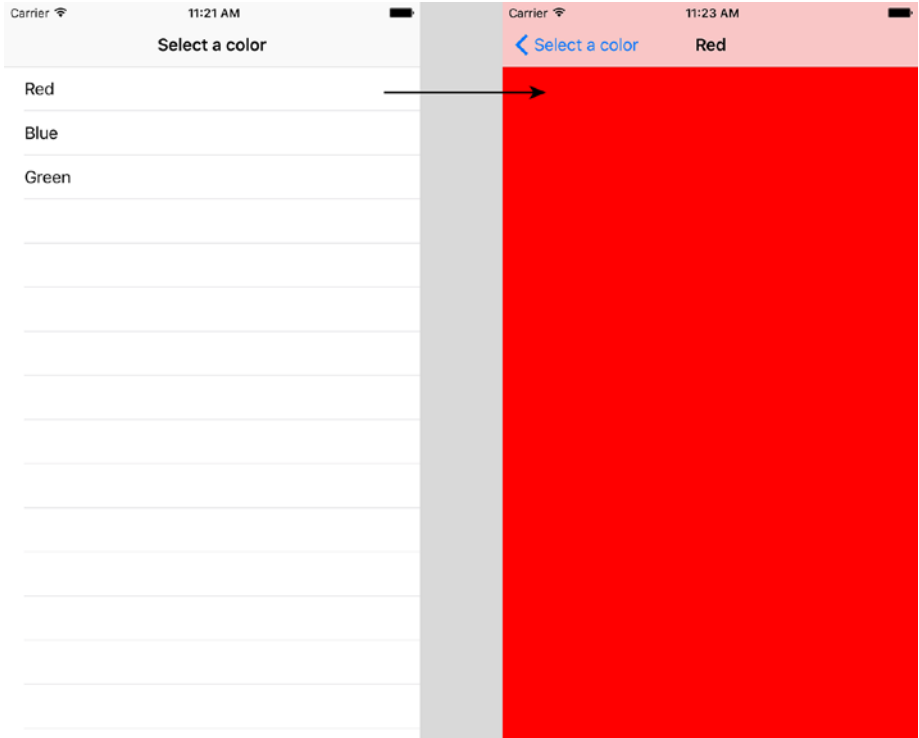 Carrier 11:21 AM
Select a color
Red
Blue
Green
Carrier 11:23 AM
Select a color Red